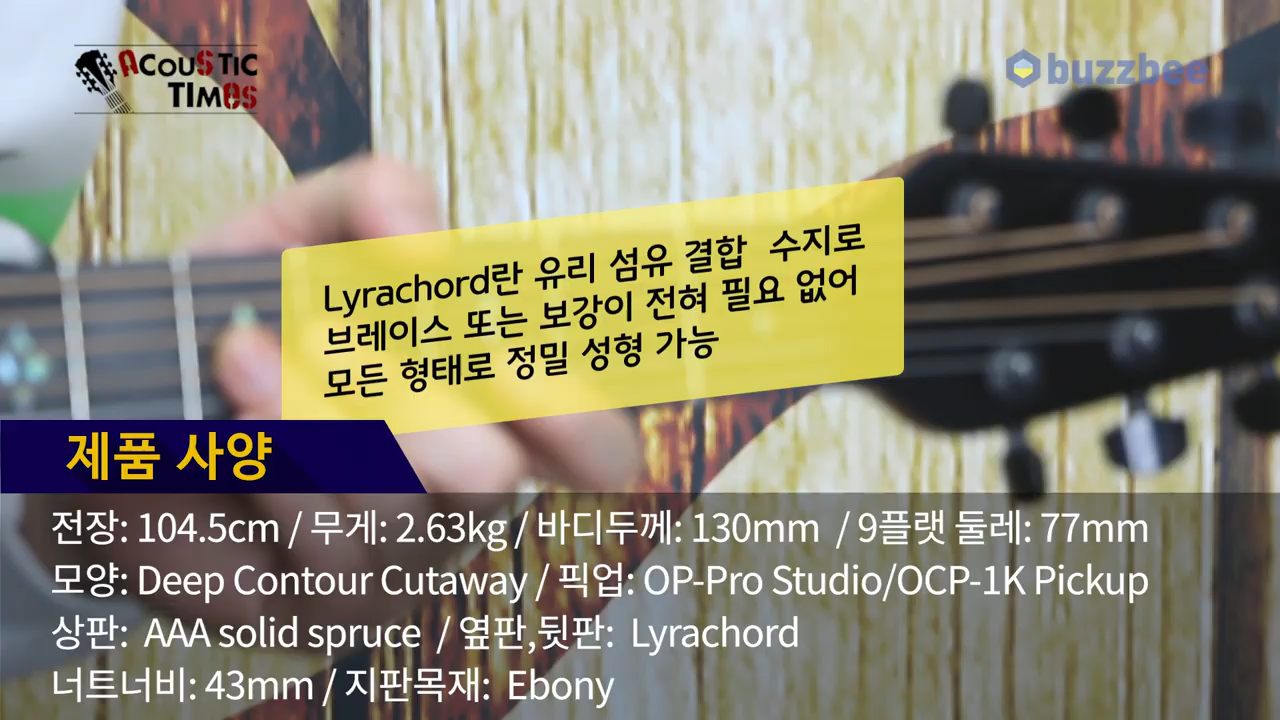 ACOUSTIC
TIMES
buzzbee
Lyrachord란 유리 섬유 결합 수지로
브레이스 또는 보강이 전혀 필요 없어
모든 형태로 정밀 성형 가능
제품 사양
전장: 104.5cm / 무게: 2.63kg / 바디두께: 130mm / 9플랫 둘레: 77mm
모양: Deep Contour Cutaway / 픽업: OP-Pro Studio/OCP-1K Pickup
상판: AAA solid spruce / 옆판,뒷판: Lyrachord
너트너비: 43mm / 지판목재: Ebony